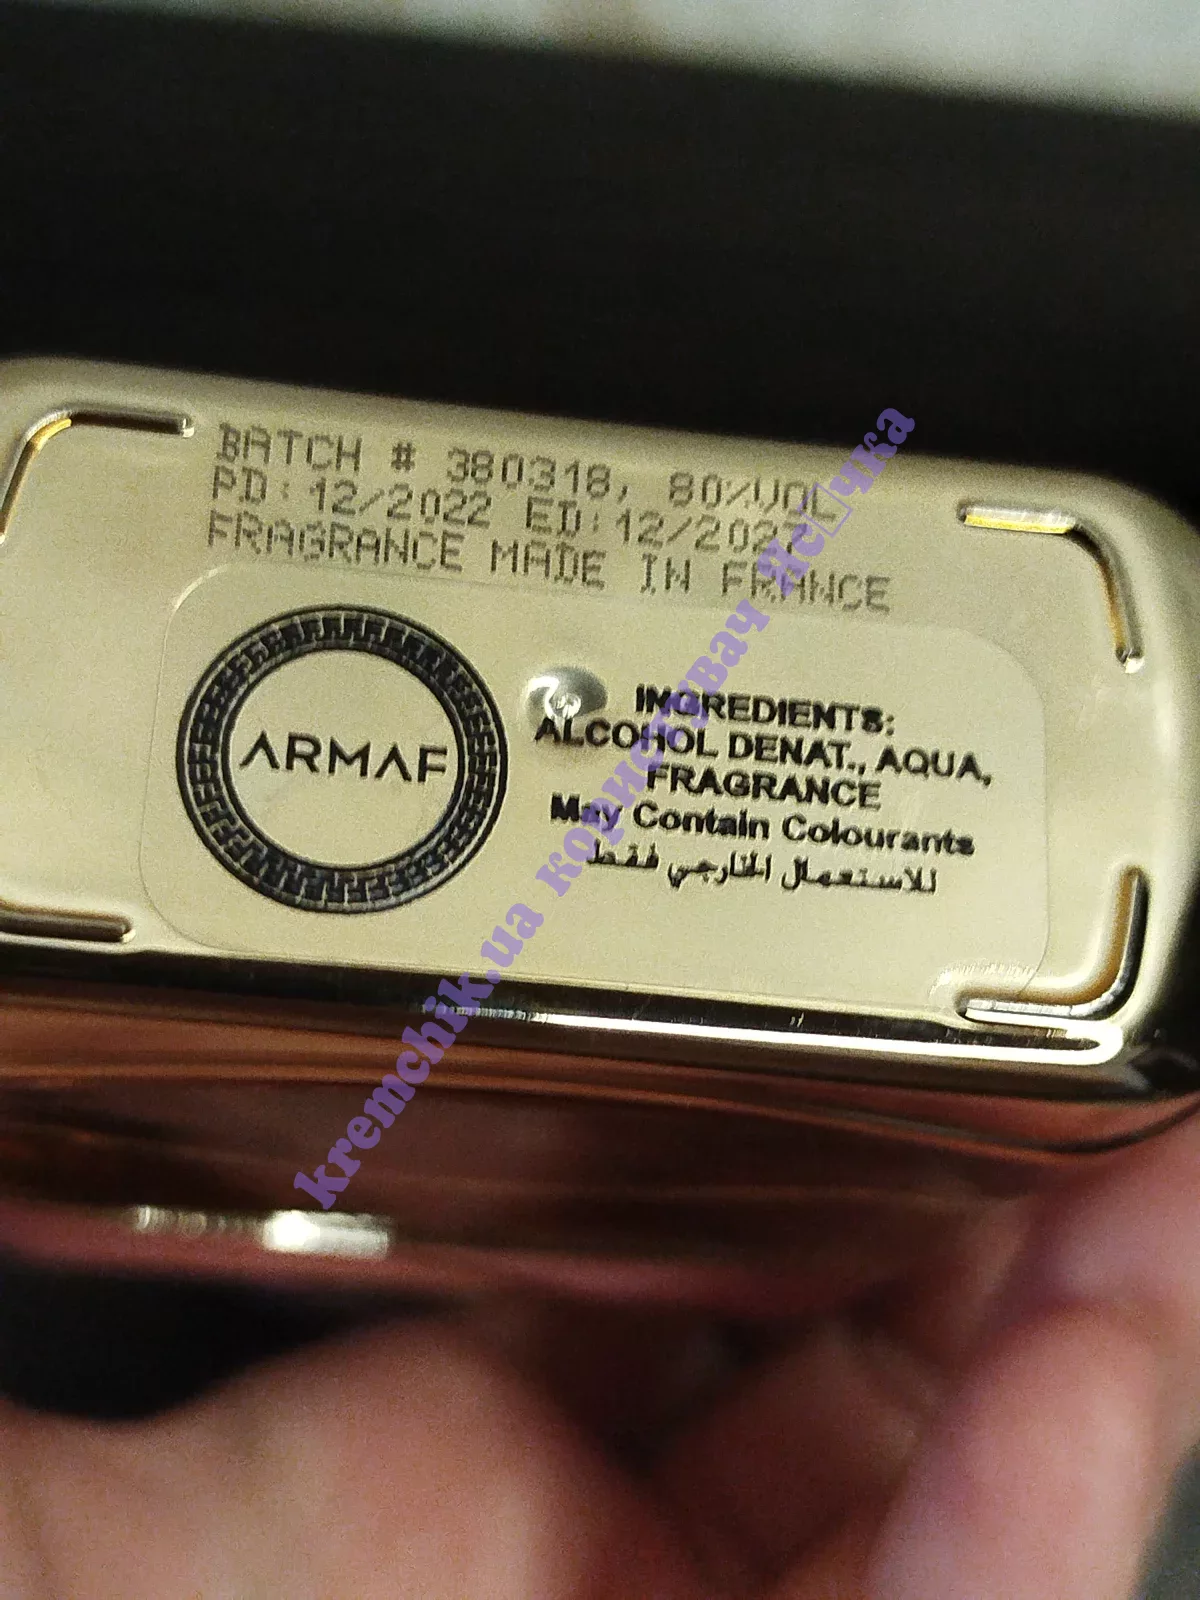 BATCH # 380318, 80%VOL
PD: 12/2022 ED: 12/2027
FRAGRANCE MADE IN FRANCE
ARMAF
INGREDIENTS:
ALCOHOL DENAT., AQUA,
FRAGRANCE
May Contain Colourants
للاستعمال الخارجي فقط
kremchik.ua користувач